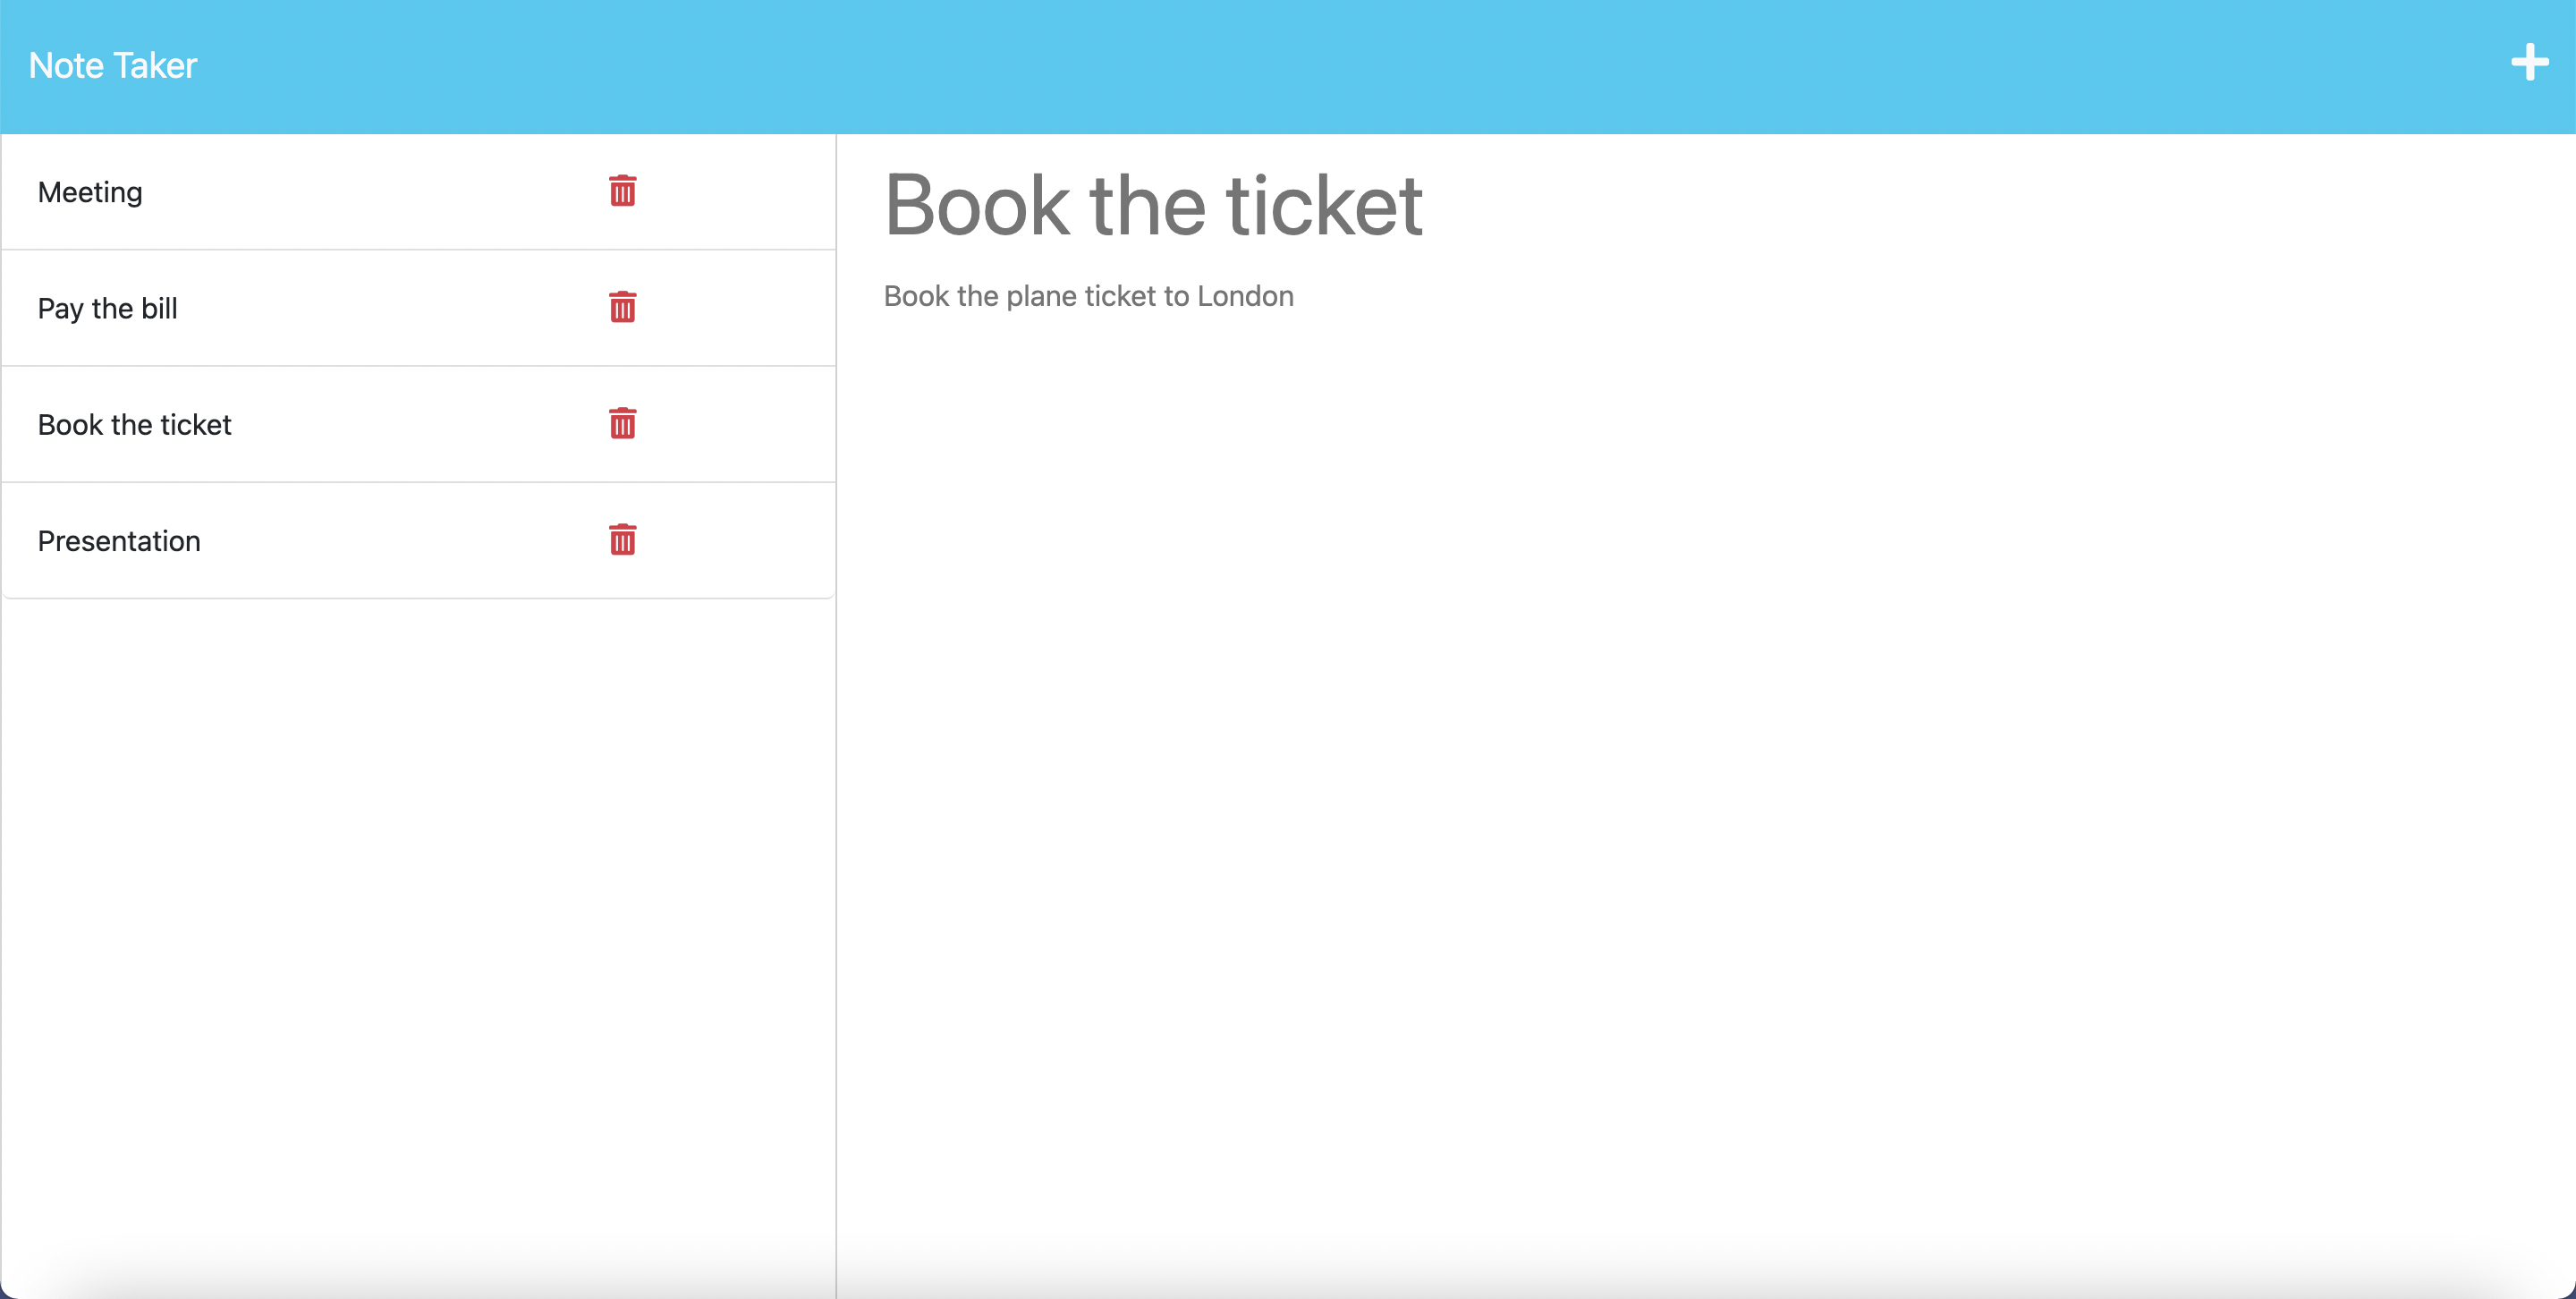 Note Taker
Meeting
Pay the bill
Book the ticket
Presentation
Book the ticket
Book the plane ticket to London